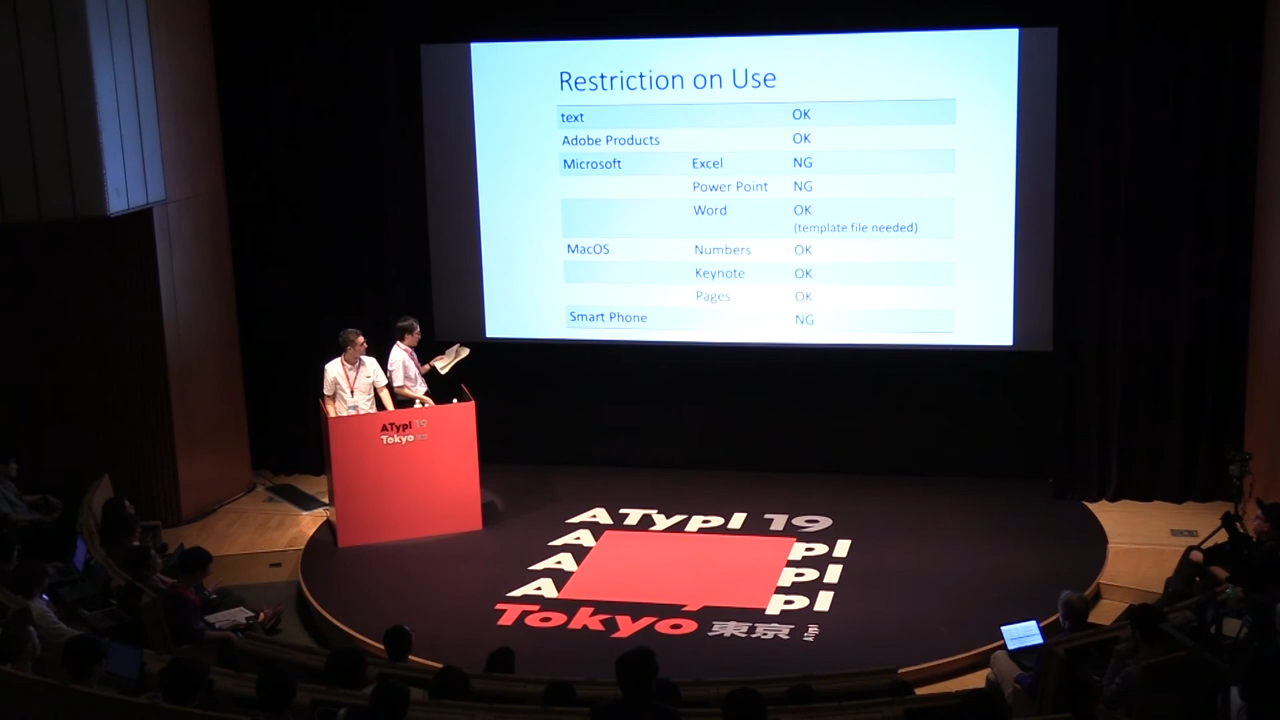 Restriction on Use
text OK
Adobe Products OK
Microsoft Excel NG
Power Point NG
Word OK
(template file needed)
MacOS Numbers OK
Keynote OK
Pages OK
Smart Phone NG
ATypI 19
Tokyo
ATypI 19
A pI
A pI
A pI
Tokyo 東京 ATypI